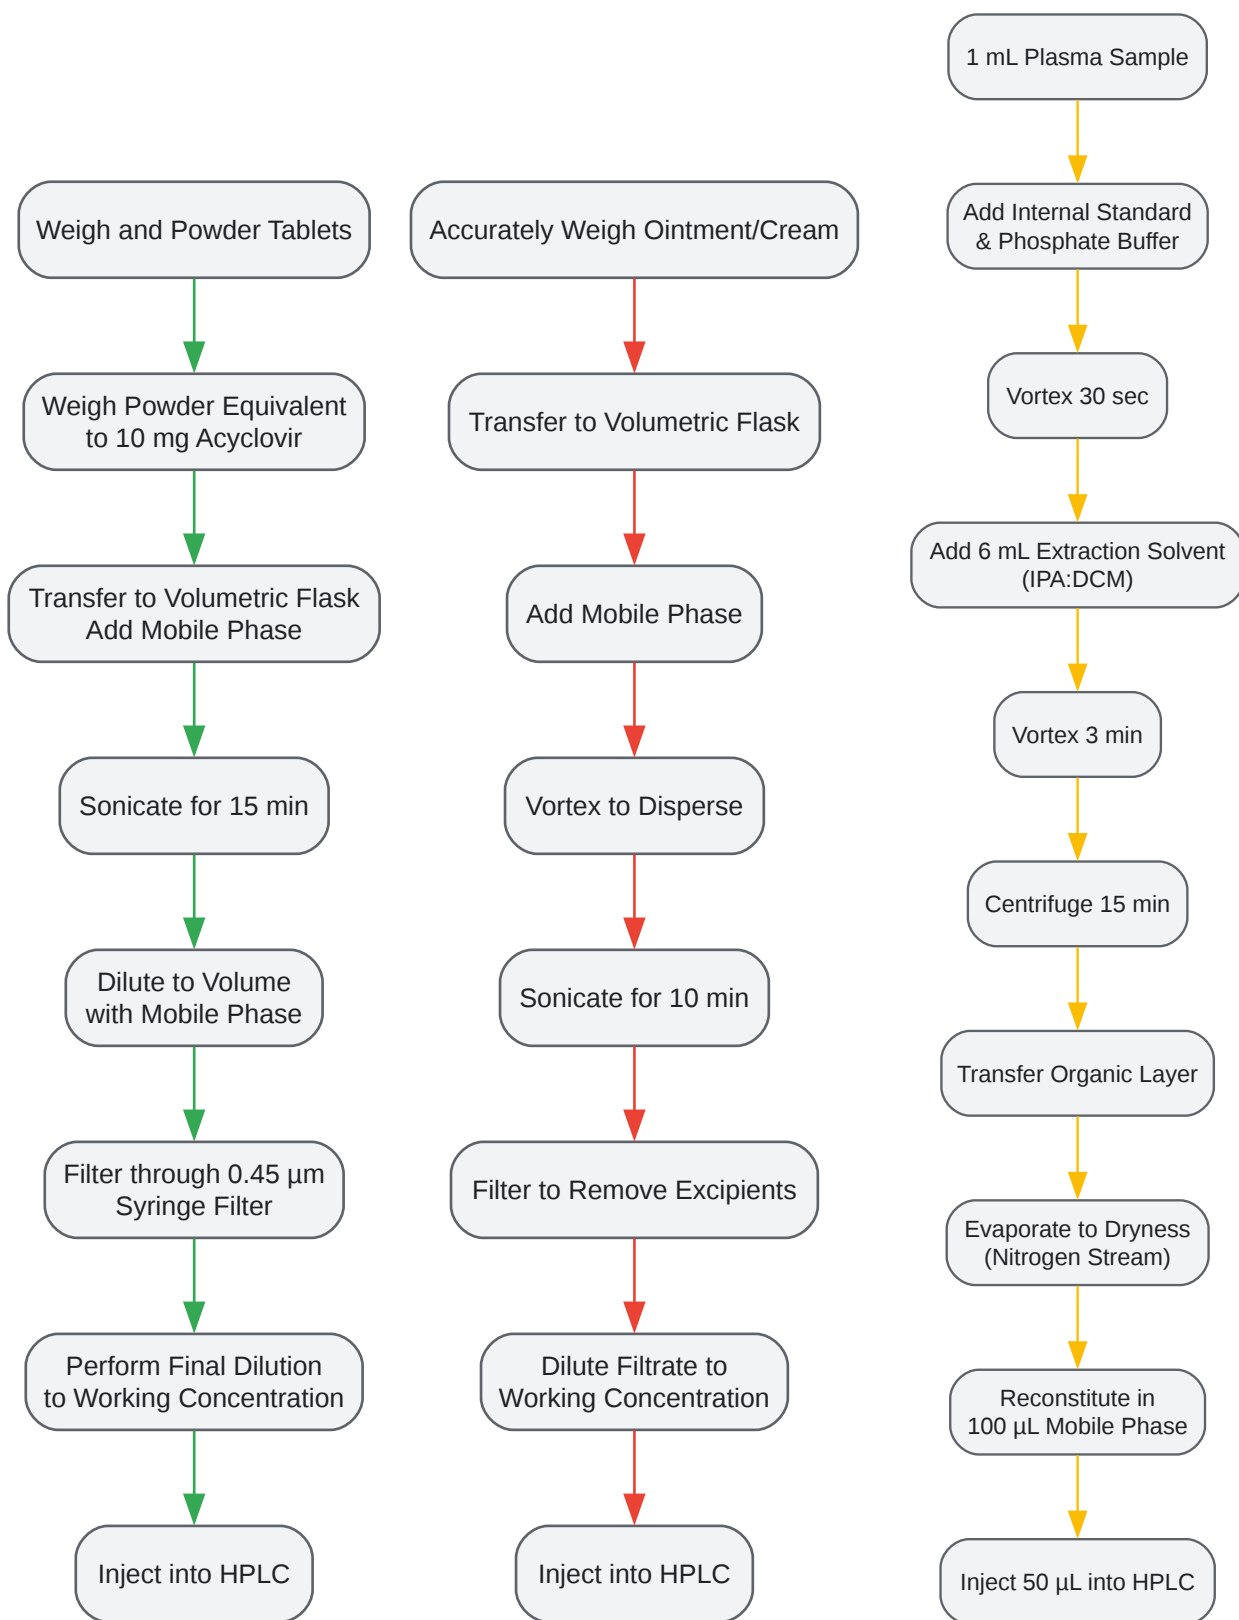 Weigh and Powder Tablets
Weigh Powder Equivalent
to 10 mg Acyclovir
Transfer to Volumetric Flask
Add Mobile Phase
Sonicate for 15 min
Dilute to Volume
with Mobile Phase
Filter through 0.45 µm
Syringe Filter
Perform Final Dilution
to Working Concentration
Inject into HPLC
Accurately Weigh Ointment/Cream
Transfer to Volumetric Flask
Add Mobile Phase
Vortex to Disperse
Sonicate for 10 min
Filter to Remove Excipients
Dilute Filtrate to
Working Concentration
Inject into HPLC
1 mL Plasma Sample
Add Internal Standard
& Phosphate Buffer
Vortex 30 sec
Add 6 mL Extraction Solvent
(IPA:DCM)
Vortex 3 min
Centrifuge 15 min
Transfer Organic Layer
Evaporate to Dryness
(Nitrogen Stream)
Reconstitute in
100 µL Mobile Phase
Inject 50 µL into HPLC